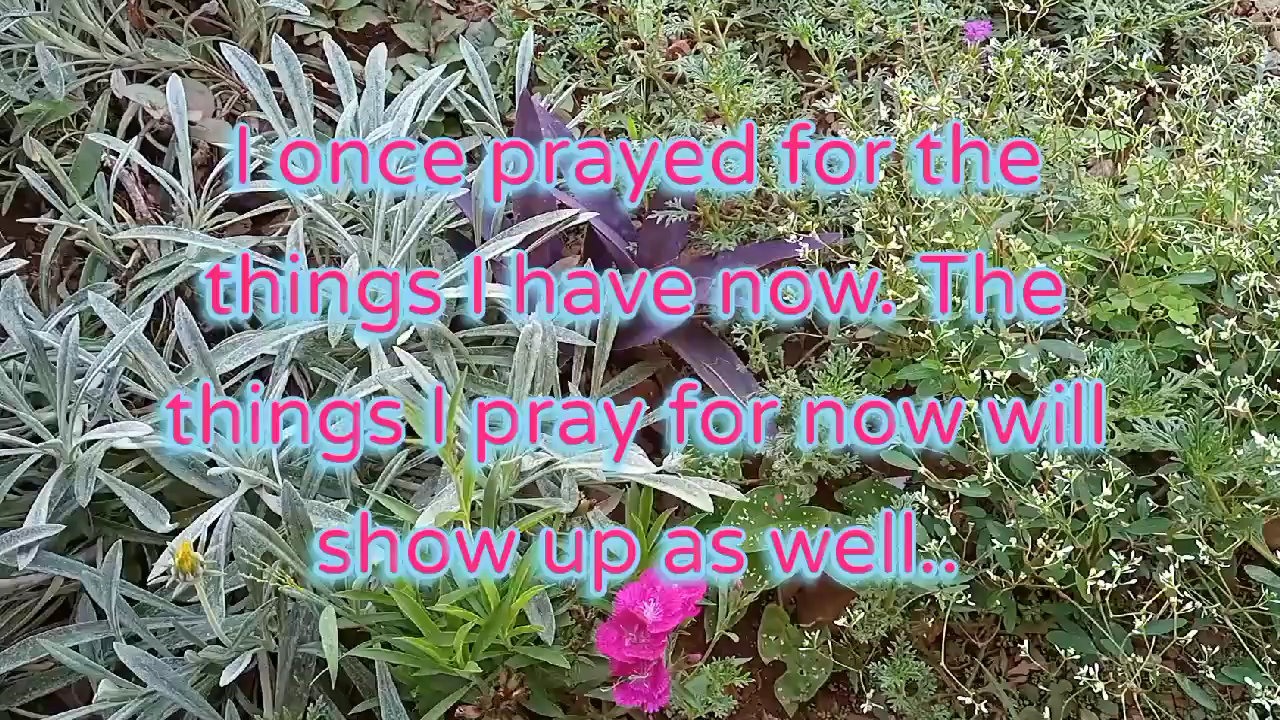 I once prayed for the
things I have now. The
things I pray for now will
show up as well..